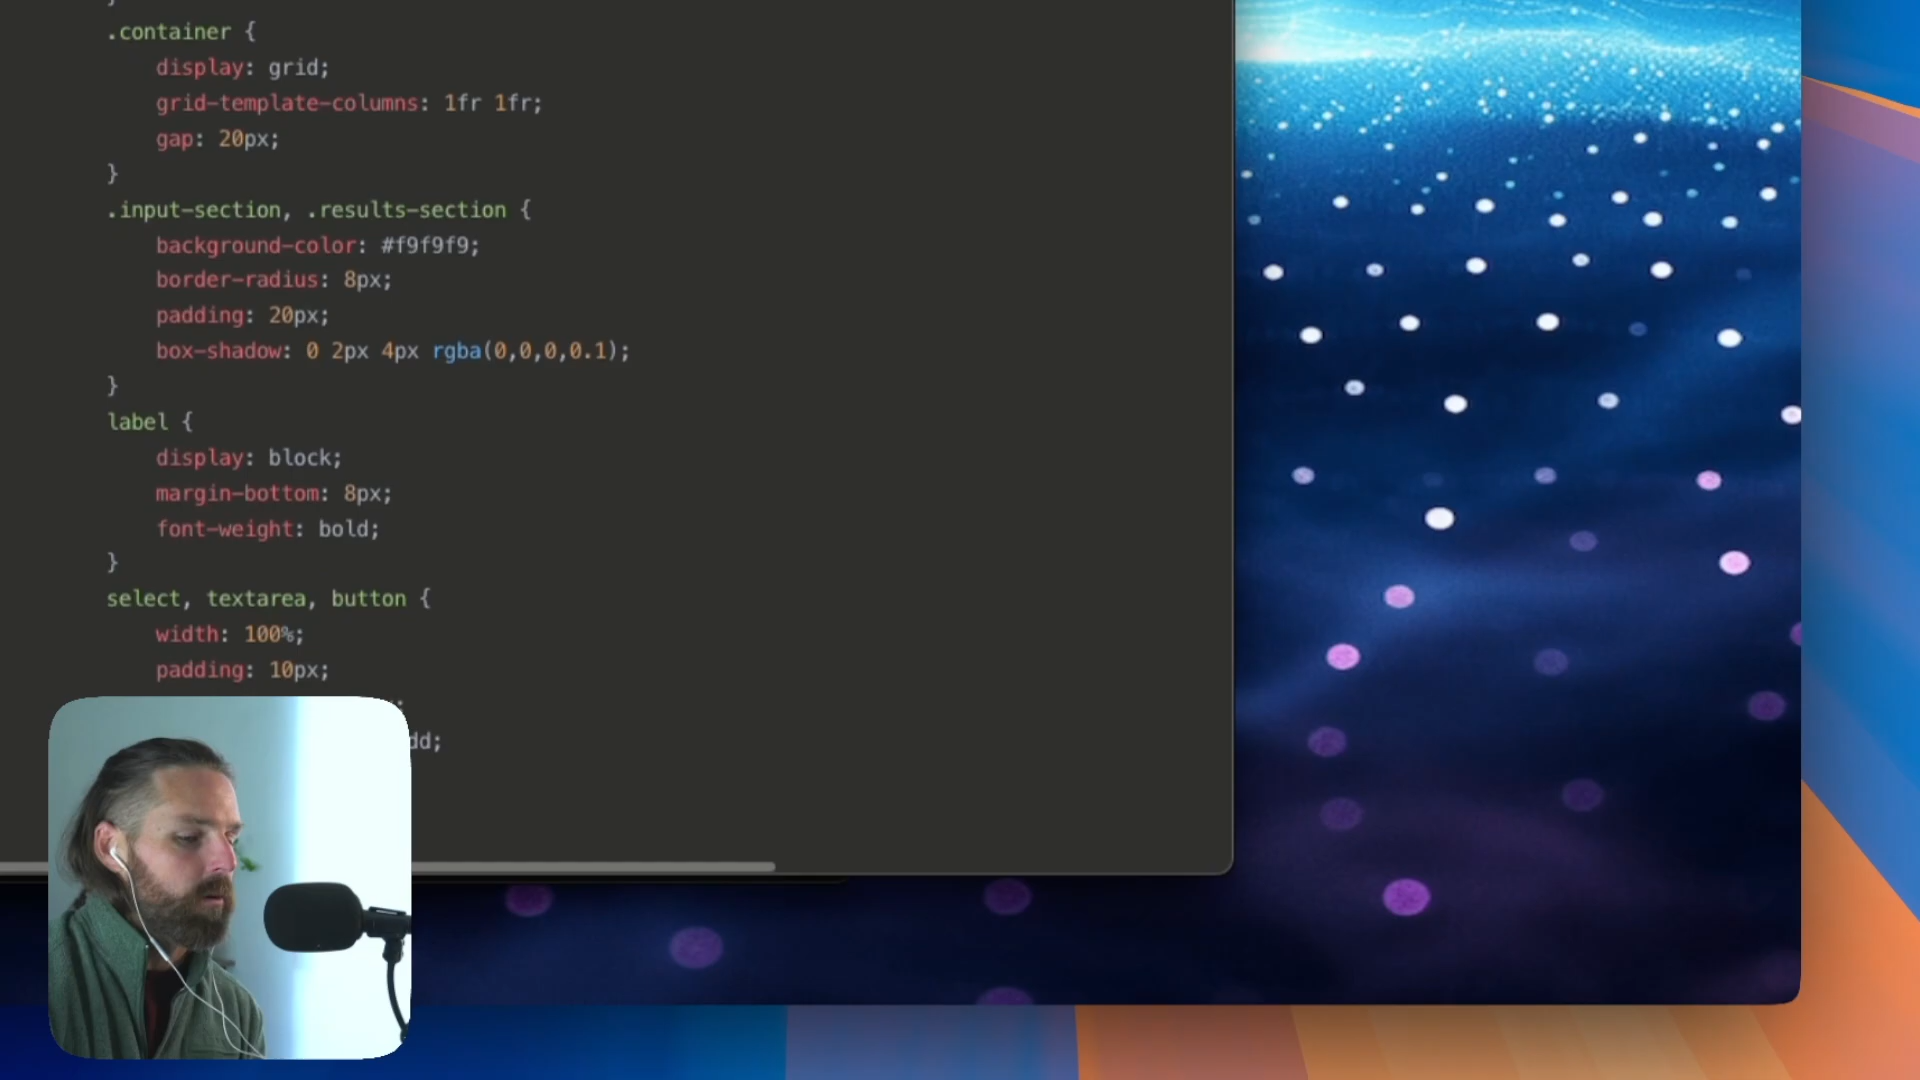 }
.container {
display: grid;
grid-template-columns: 1fr 1fr;
gap: 20px;
}
.input-section, .results-section {
background-color: #f9f9f9;
border-radius: 8px;
padding: 20px;
box-shadow: 0 2px 4px rgba(0,0,0,0.1);
}
label {
display: block;
margin-bottom: 8px;
font-weight: bold;
}
select, textarea, button {
width: 100%;
padding: 10px;
;
dd;